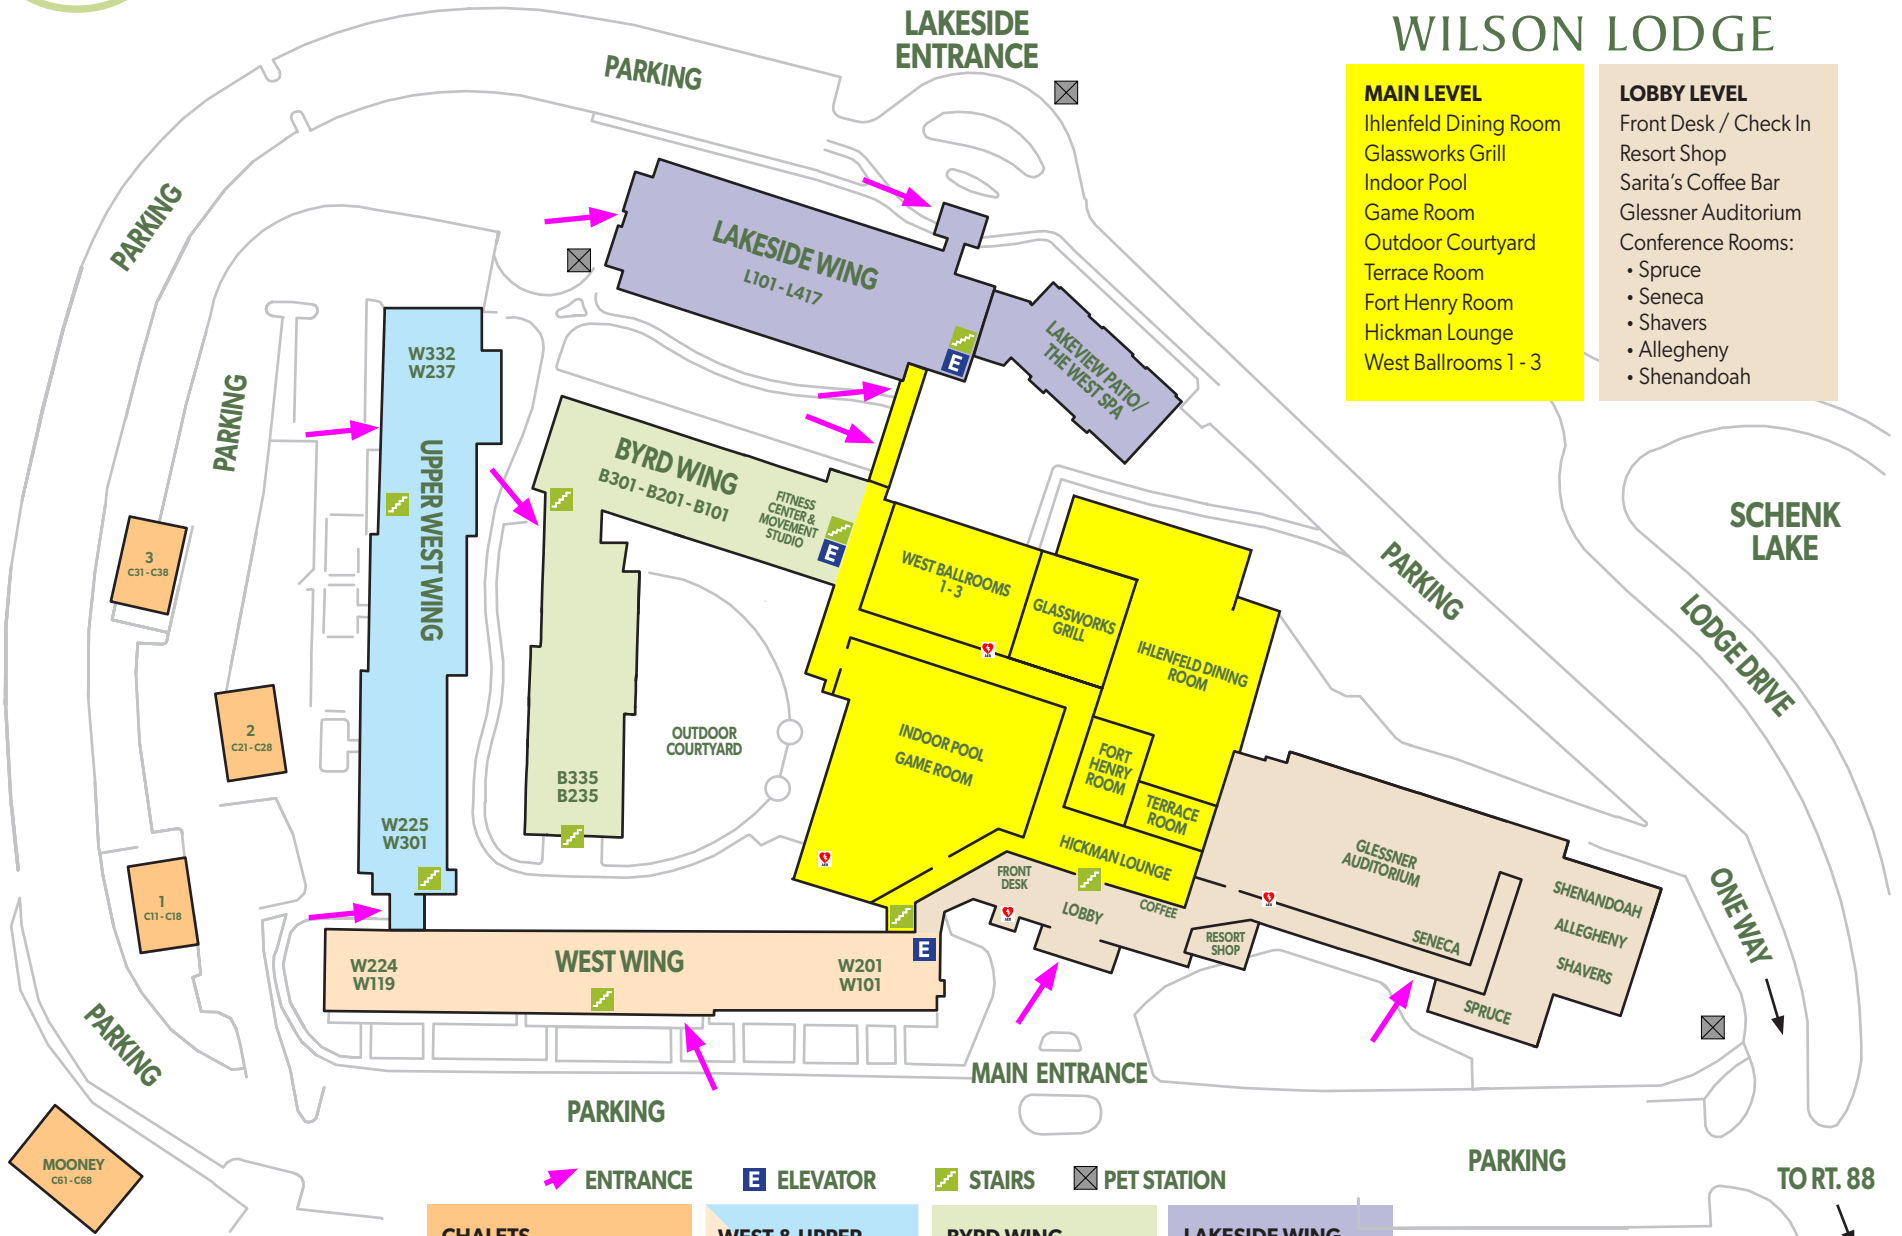 LAKESIDE
ENTRANCE
WILSON LODGE
MAIN LEVEL
Ihlenfeld Dining Room
Glassworks Grill
Indoor Pool
Game Room
Outdoor Courtyard
Terrace Room
Fort Henry Room
Hickman Lounge
West Ballrooms 1 - 3
LOBBY LEVEL
Front Desk / Check In
Resort Shop
Sarita's Coffee Bar
Glessner Auditorium
Conference Rooms:
• Spruce
• Seneca
• Shavers
• Allegheny
• Shenandoah
PARKING
PARKING
PARKING
LAKESIDE WING
L101 - L417
LAKEVIEW PATIO/
THE WEST SPA
W332
W237
UPPER WEST WING
W225
W301
BYRD WING
B301 - B201 - B101
FITNESS
CENTER &
MOVEMENT
STUDIO
B335
B235
OUTDOOR
COURTYARD
WEST BALLROOMS
1 - 3
GLASSWORKS
GRILL
IHLENFELD DINING
ROOM
INDOOR POOL
GAME ROOM
FORT
HENRY
ROOM
TERRACE
ROOM
HICKMAN LOUNGE
SCHENK
LAKE
PARKING
LODGE DRIVE
3
C31 - C38
2
C21 - C28
1
C11 - C18
FRONT
DESK
LOBBY
COFFEE
RESORT
SHOP
GLESSNER
AUDITORIUM
SENECA
SHENANDOAH
ALLEGHENY
SHAVERS
SPRUCE
ONE WAY
WEST WING
W224
W119
W201
W101
E
E
E
PARKING
MAIN ENTRANCE
PARKING
PARKING
MOONEY
C61 - C68
TO RT. 88
ENTRANCE
E ELEVATOR
STAIRS
PET STATION
CHALETS
WEST & UPPER
BYRD WING
LAKESIDE WING